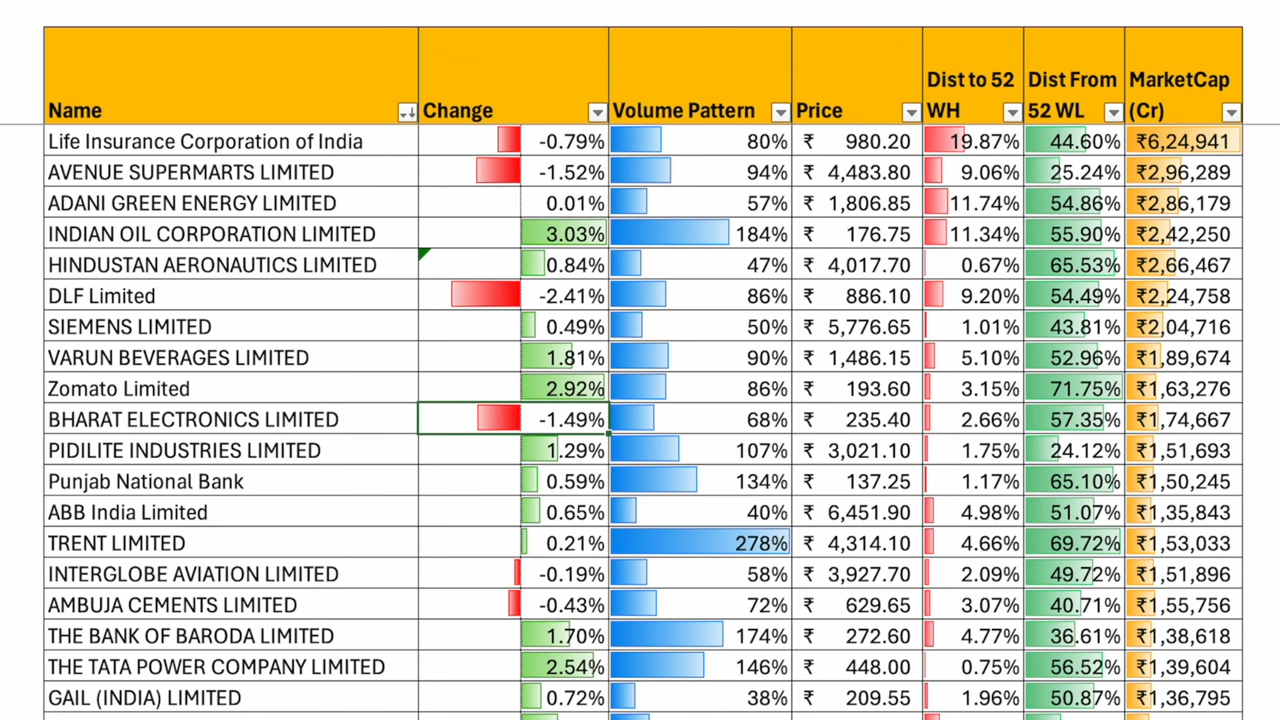 Name Change Volume Pattern Price Dist to 52 WH Dist From 52 WL MarketCap (Cr)
Life Insurance Corporation of India -0.79% 80% ₹ 980.20 19.87% 44.60% ₹6,24,941
AVENUE SUPERMARTS LIMITED -1.52% 94% ₹ 4,483.80 9.06% 25.24% ₹2,96,289
ADANI GREEN ENERGY LIMITED 0.01% 57% ₹ 1,806.85 11.74% 54.86% ₹2,86,179
INDIAN OIL CORPORATION LIMITED 3.03% 184% ₹ 176.75 11.34% 55.90% ₹2,42,250
HINDUSTAN AERONAUTICS LIMITED 0.84% 47% ₹ 4,017.70 0.67% 65.53% ₹2,66,467
DLF Limited -2.41% 86% ₹ 886.10 9.20% 54.49% ₹2,24,758
SIEMENS LIMITED 0.49% 50% ₹ 5,776.65 1.01% 43.81% ₹2,04,716
VARUN BEVERAGES LIMITED 1.81% 90% ₹ 1,486.15 5.10% 52.96% ₹1,89,674
Zomato Limited 2.92% 86% ₹ 193.60 3.15% 71.75% ₹1,63,276
BHARAT ELECTRONICS LIMITED -1.49% 68% ₹ 235.40 2.66% 57.35% ₹1,74,667
PIDILITE INDUSTRIES LIMITED 1.29% 107% ₹ 3,021.10 1.75% 24.12% ₹1,51,693
Punjab National Bank 0.59% 134% ₹ 137.25 1.17% 65.10% ₹1,50,245
ABB India Limited 0.65% 40% ₹ 6,451.90 4.98% 51.07% ₹1,35,843
TRENT LIMITED 0.21% 278% ₹ 4,314.10 4.66% 69.72% ₹1,53,033
INTERGLOBE AVIATION LIMITED -0.19% 58% ₹ 3,927.70 2.09% 49.72% ₹1,51,896
AMBUJA CEMENTS LIMITED -0.43% 72% ₹ 629.65 3.07% 40.71% ₹1,55,756
THE BANK OF BARODA LIMITED 1.70% 174% ₹ 272.60 4.77% 36.61% ₹1,38,618
THE TATA POWER COMPANY LIMITED 2.54% 146% ₹ 448.00 0.75% 56.52% ₹1,39,604
GAIL (INDIA) LIMITED 0.72% 38% ₹ 209.55 1.96% 50.87% ₹1,36,795